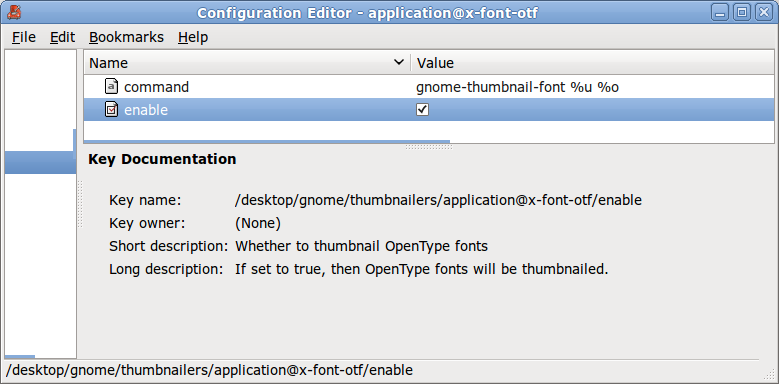 Configuration Editor - application@x-font-otf
File Edit Bookmarks Help
Name Value
command gnome-thumbnail-font %u %o
enable
Key Documentation
Key name: /desktop/gnome/thumbnailers/application@x-font-otf/enable
Key owner: (None)
Short description: Whether to thumbnail OpenType fonts
Long description: If set to true, then OpenType fonts will be thumbnailed.
/desktop/gnome/thumbnailers/application@x-font-otf/enable